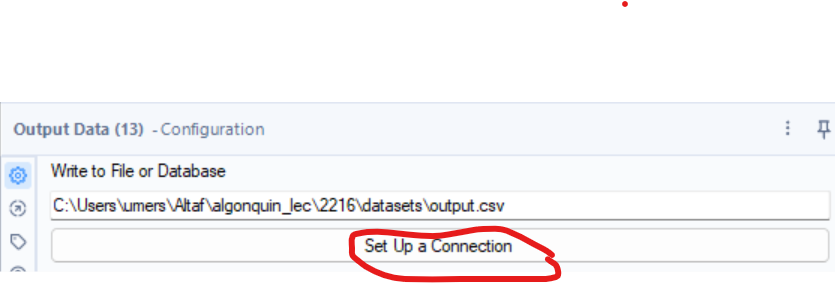 Output Data (13) - Configuration
Write to File or Database
C:\Users\umers\Altaf\algonquin_lec\2216\datasets\output.csv
Set Up a Connection